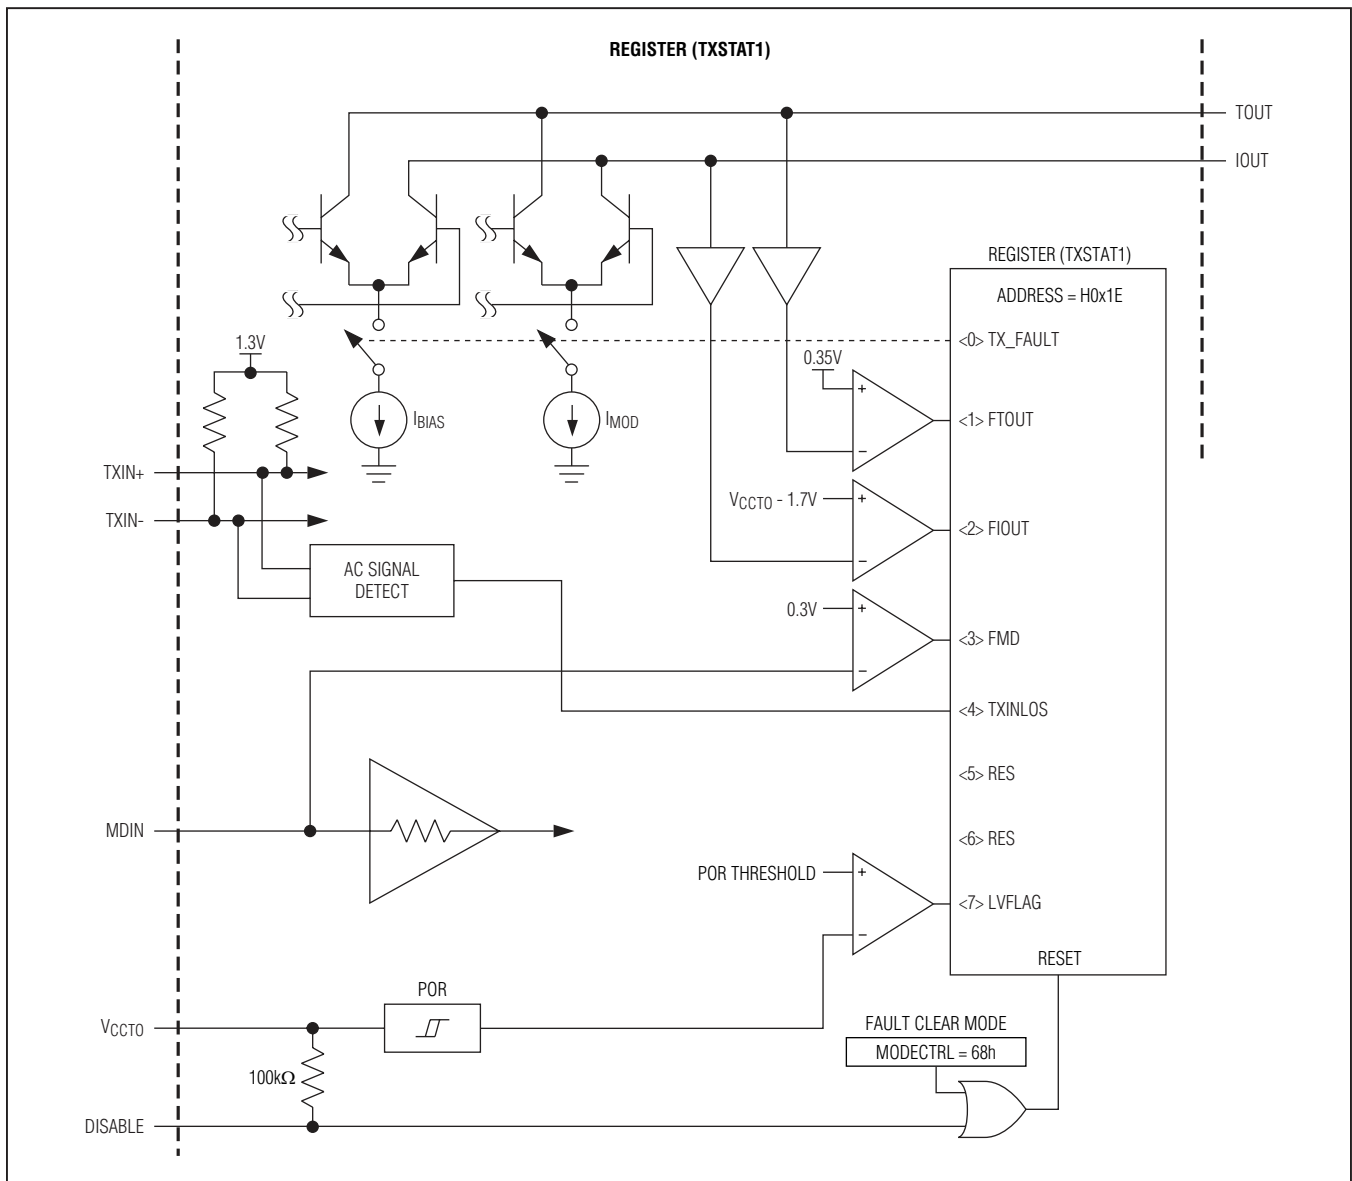 REGISTER (TXSTAT1)
TOUT
IOUT
REGISTER (TXSTAT1)
ADDRESS = H0x1E
<0> TX_FAULT
1.3V
0.35V
+
-
<1> FTOUT
IBIAS
IMOD
TXIN+
TXIN-
VCCTO - 1.7V
+
-
<2> FIOUT
AC SIGNAL
DETECT
0.3V
+
-
<3> FMD
<4> TXINLOS
<5> RES
MDIN
<6> RES
POR THRESHOLD
+
-
<7> LVFLAG
RESET
POR
VCCTO
FAULT CLEAR MODE
MODECTRL = 68h
100kΩ
DISABLE